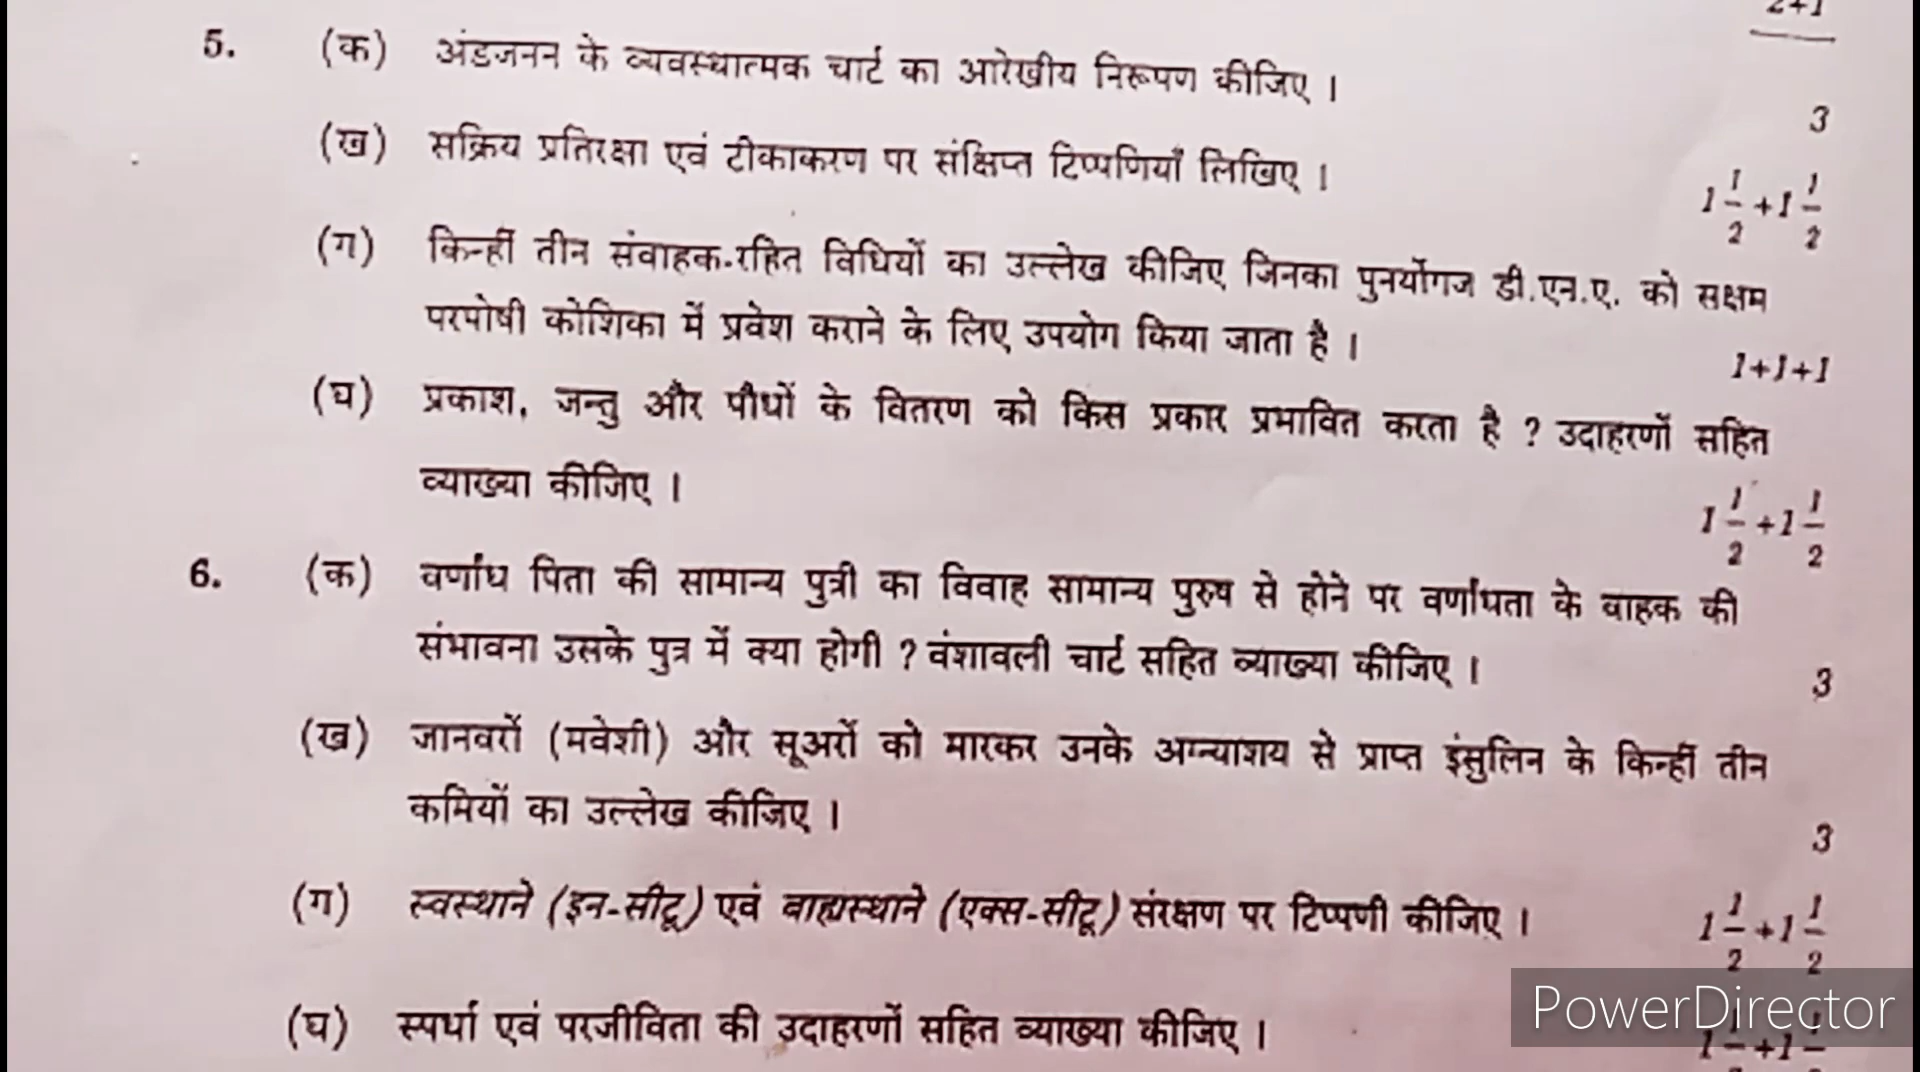 2+1
5. (क) अंडजनन के व्यवस्थात्मक चार्ट का आरेखीय निरूपण कीजिए ।
3
(ख) सक्रिय प्रतिरक्षा एवं टीकाकरण पर संक्षिप्त टिप्पणियाँ लिखिए ।
1 1/2 + 1 1/2
(ग) किन्हीं तीन संवाहक-रहित विधियों का उल्लेख कीजिए जिनका पुनर्योगज डी.एन.ए. को सक्षम
परपोषी कोशिका में प्रवेश कराने के लिए उपयोग किया जाता है ।
1+1+1
(घ) प्रकाश, जन्तु और पौधों के वितरण को किस प्रकार प्रभावित करता है ? उदाहरणों सहित
व्याख्या कीजिए ।
1 1/2 + 1 1/2
6. (क) वर्णांध पिता की सामान्य पुत्री का विवाह सामान्य पुरुष से होने पर वर्णांधता के वाहक की
संभावना उसके पुत्र में क्या होगी ? वंशावली चार्ट सहित व्याख्या कीजिए ।
3
(ख) जानवरों (मवेशी) और सूअरों को मारकर उनके अग्न्याशय से प्राप्त इंसुलिन के किन्हीं तीन
कमियों का उल्लेख कीजिए ।
3
(ग) स्वस्थाने (इन-सीटू) एवं बाह्यस्थाने (एक्स-सीटू) संरक्षण पर टिप्पणी कीजिए ।
1 1/2 + 1 1/2
PowerDirector
(घ) स्पर्धा एवं परजीविता की उदाहरणों सहित व्याख्या कीजिए ।